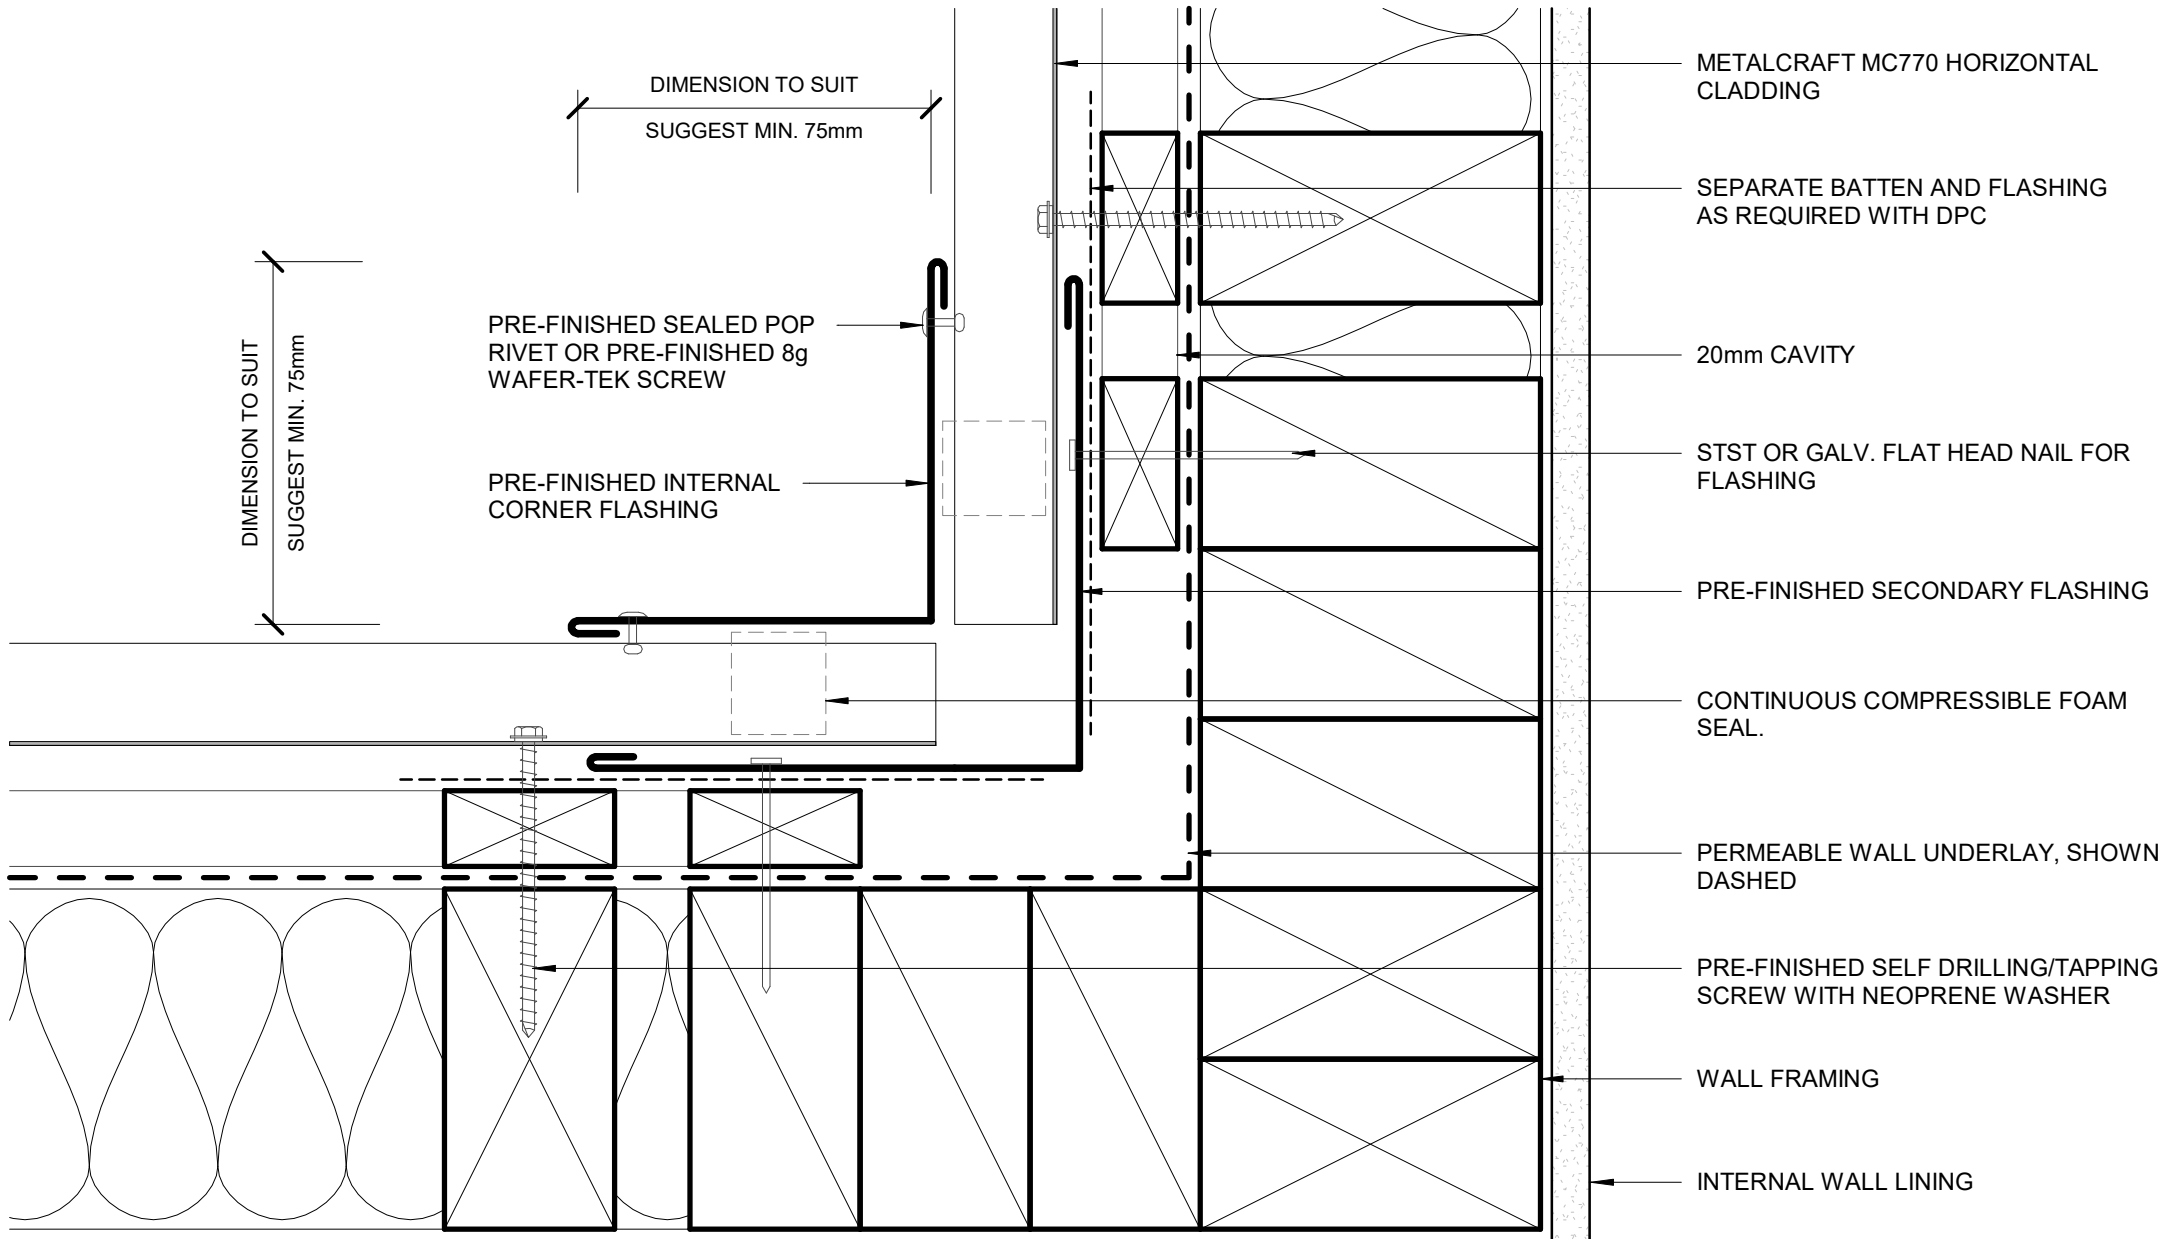 DIMENSION TO SUIT
SUGGEST MIN. 75mm
DIMENSION TO SUIT
SUGGEST MIN. 75mm
PRE-FINISHED SEALED POP
RIVET OR PRE-FINISHED 8g
WAFER-TEK SCREW
PRE-FINISHED INTERNAL
CORNER FLASHING
METALCRAFT MC770 HORIZONTAL
CLADDING
SEPARATE BATTEN AND FLASHING
AS REQUIRED WITH DPC
20mm CAVITY
STST OR GALV. FLAT HEAD NAIL FOR
FLASHING
PRE-FINISHED SECONDARY FLASHING
CONTINUOUS COMPRESSIBLE FOAM
SEAL.
PERMEABLE WALL UNDERLAY, SHOWN
DASHED
PRE-FINISHED SELF DRILLING/TAPPING
SCREW WITH NEOPRENE WASHER
WALL FRAMING
INTERNAL WALL LINING